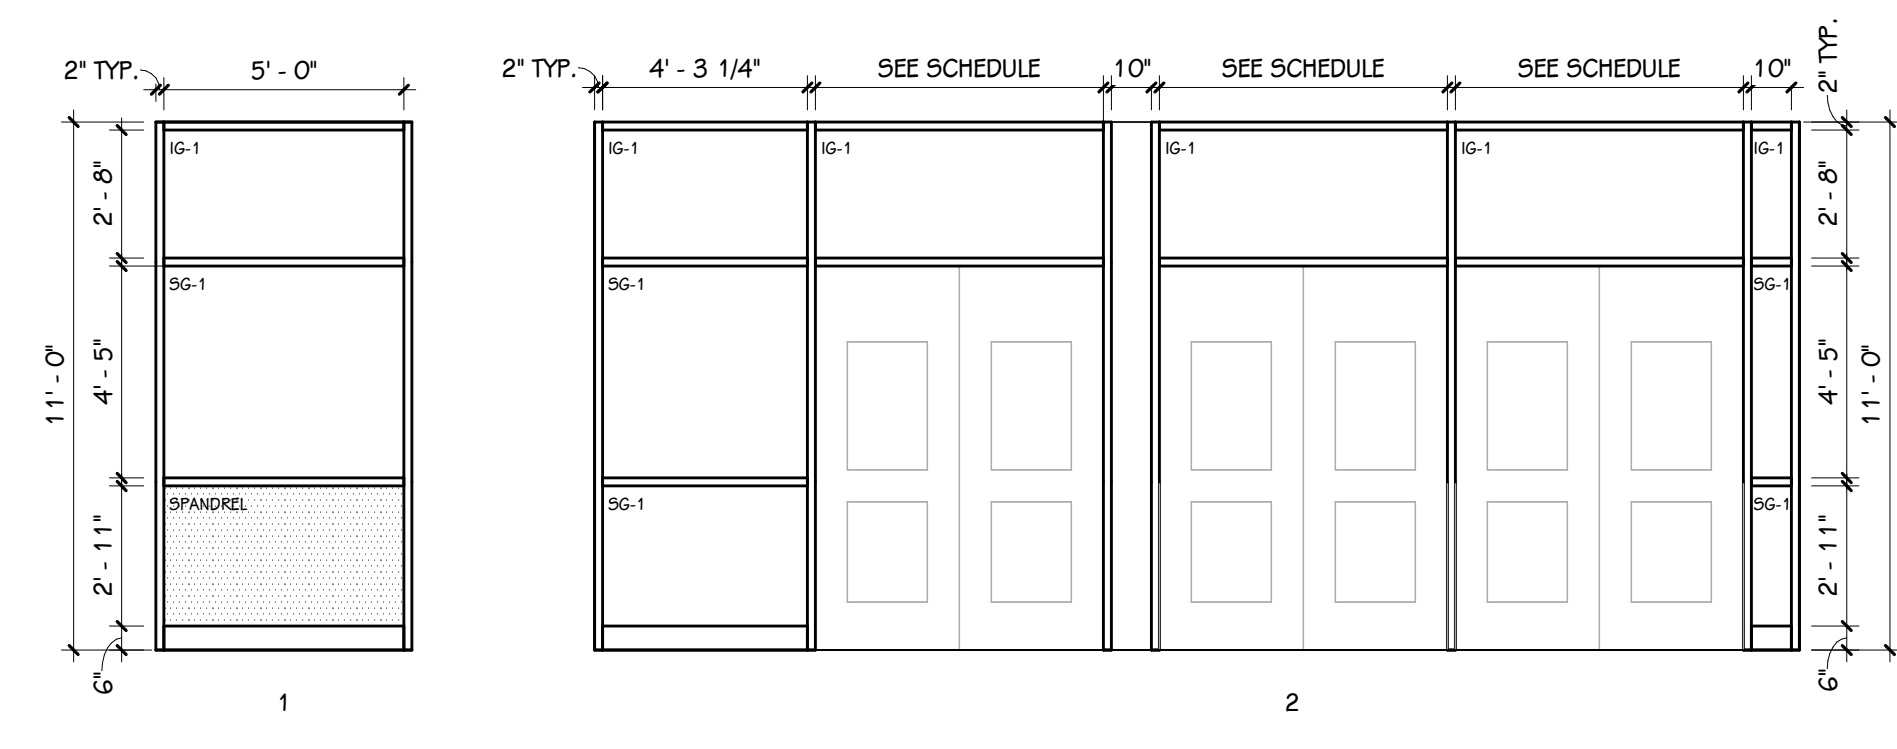 2" TYP.
5' - 0"
2" TYP.
4' - 3 1/4"
SEE SCHEDULE
10"
SEE SCHEDULE
SEE SCHEDULE
10"
2" TYP.
IG-1
IG-1
IG-1
IG-1
IG-1
IG-1
2' - 8"
2' - 8"
SG-1
SG-1
SG-1
11' - 0"
4' - 5"
4' - 5"
11' - 0"
SPANDREL
SG-1
SG-1
2' - 11"
2' - 11"
6"
6"
1
2